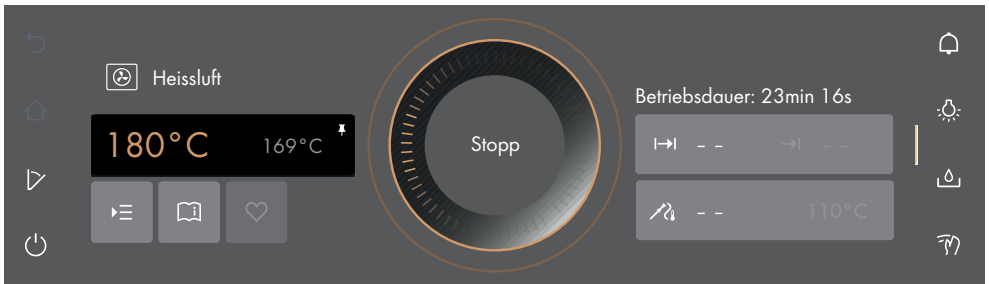 Heissluft
180°C 169°C
Stopp
Betriebsdauer: 23min 16s
– – – –
– – 110°C